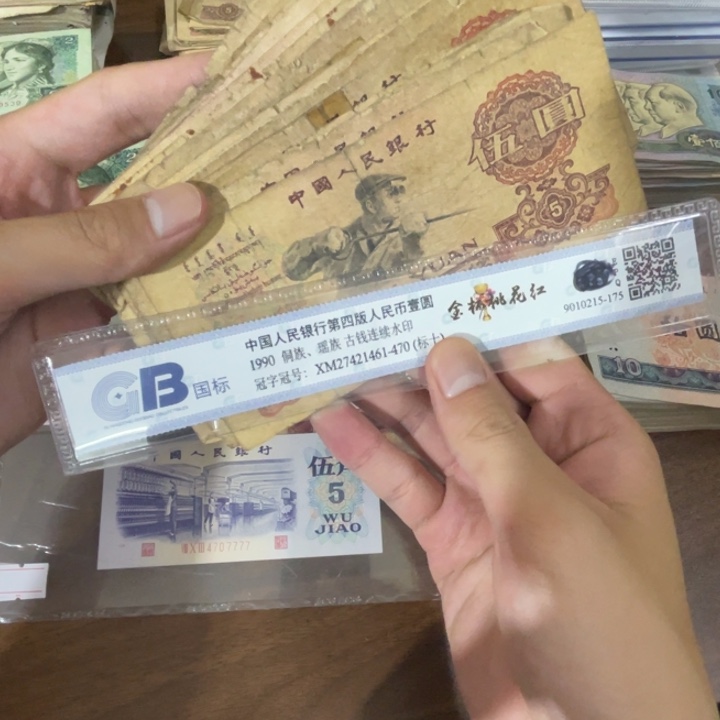 中國人民銀行
伍圓
5
YUAN
GB 国标
中国人民银行第四版人民币壹圆
1990 侗族、瑶族 古钱连续水印
冠字冠号: XM27421461-470 (标十)
金杯桃花红
9010215-175
國人民銀行
伍
5
WU
JIAO
4707777
10
圆